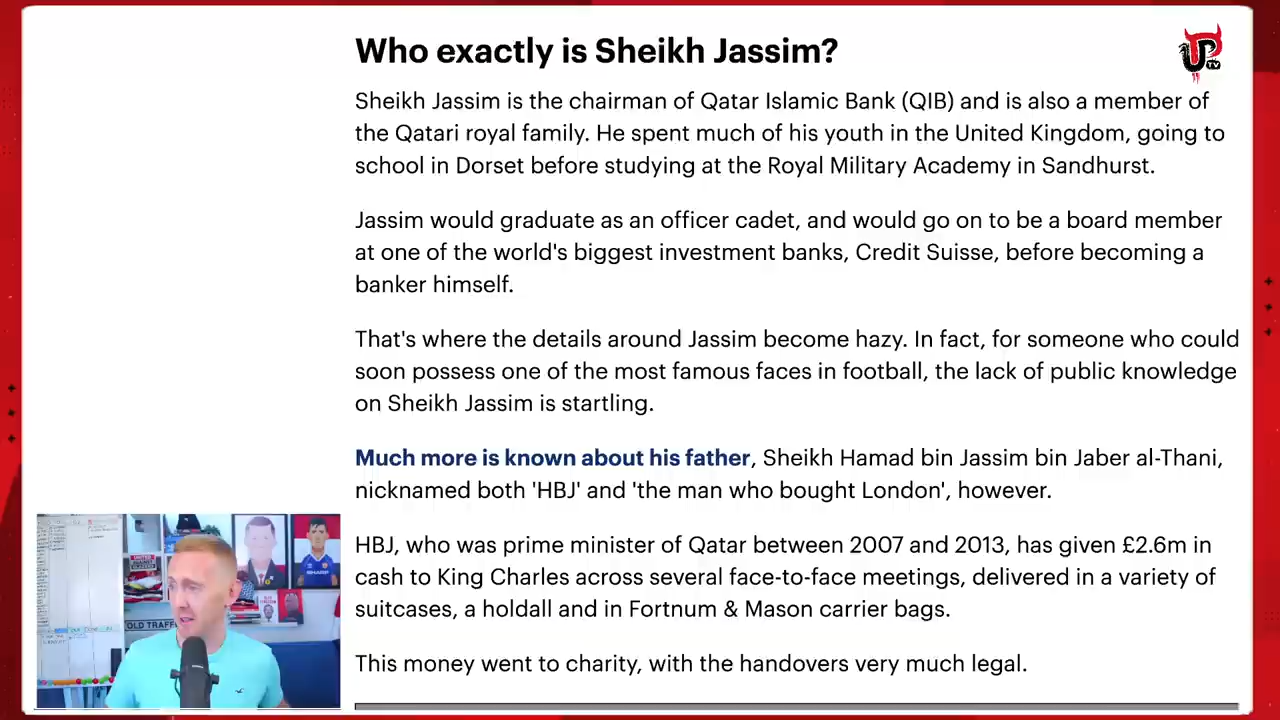 Who exactly is Sheikh Jassim?
UP
TV
Sheikh Jassim is the chairman of Qatar Islamic Bank (QIB) and is also a member of
the Qatari royal family. He spent much of his youth in the United Kingdom, going to
school in Dorset before studying at the Royal Military Academy in Sandhurst.
Jassim would graduate as an officer cadet, and would go on to be a board member
at one of the world's biggest investment banks, Credit Suisse, before becoming a
banker himself.
That's where the details around Jassim become hazy. In fact, for someone who could
soon possess one of the most famous faces in football, the lack of public knowledge
on Sheikh Jassim is startling.
Much more is known about his father, Sheikh Hamad bin Jassim bin Jaber al-Thani,
nicknamed both 'HBJ' and 'the man who bought London', however.
HBJ, who was prime minister of Qatar between 2007 and 2013, has given £2.6m in
cash to King Charles across several face-to-face meetings, delivered in a variety of
suitcases, a holdall and in Fortnum & Mason carrier bags.
This money went to charity, with the handovers very much legal.
SHARP
OLD TRAFF